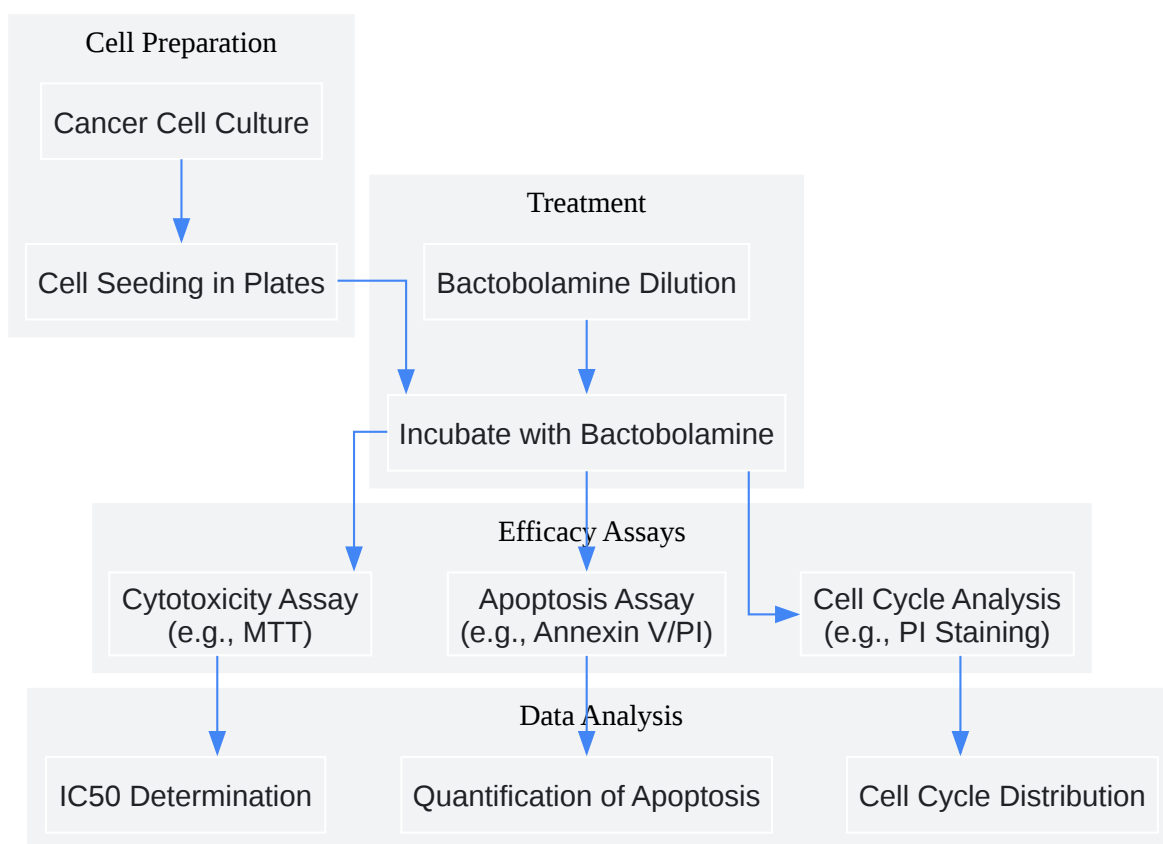 Cell Preparation
Cancer Cell Culture
Cell Seeding in Plates
Treatment
Bactobolamine Dilution
Incubate with Bactobolamine
Efficacy Assays
Cytotoxicity Assay
(e.g., MTT)
Apoptosis Assay
(e.g., Annexin V/PI)
Cell Cycle Analysis
(e.g., PI Staining)
Data Analysis
IC50 Determination
Quantification of Apoptosis
Cell Cycle Distribution